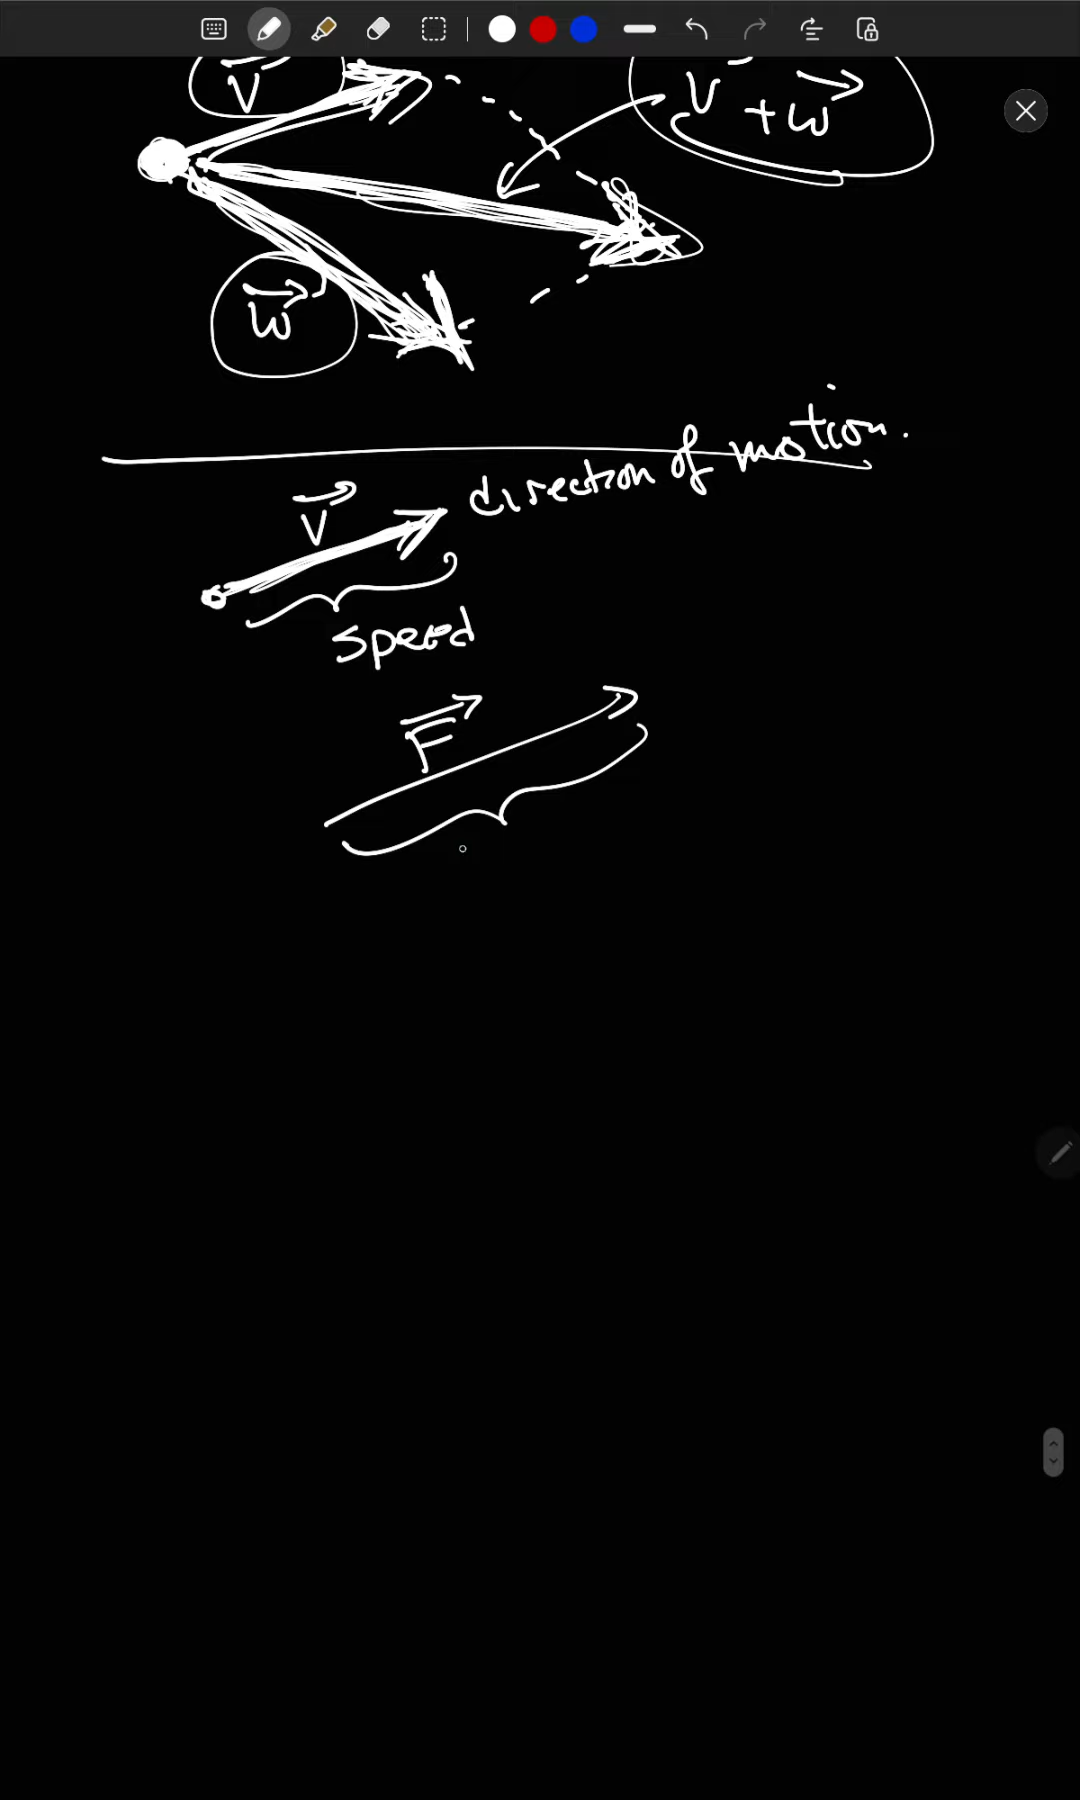 V
V
+ W
W
direction of motion.
V
speed
F